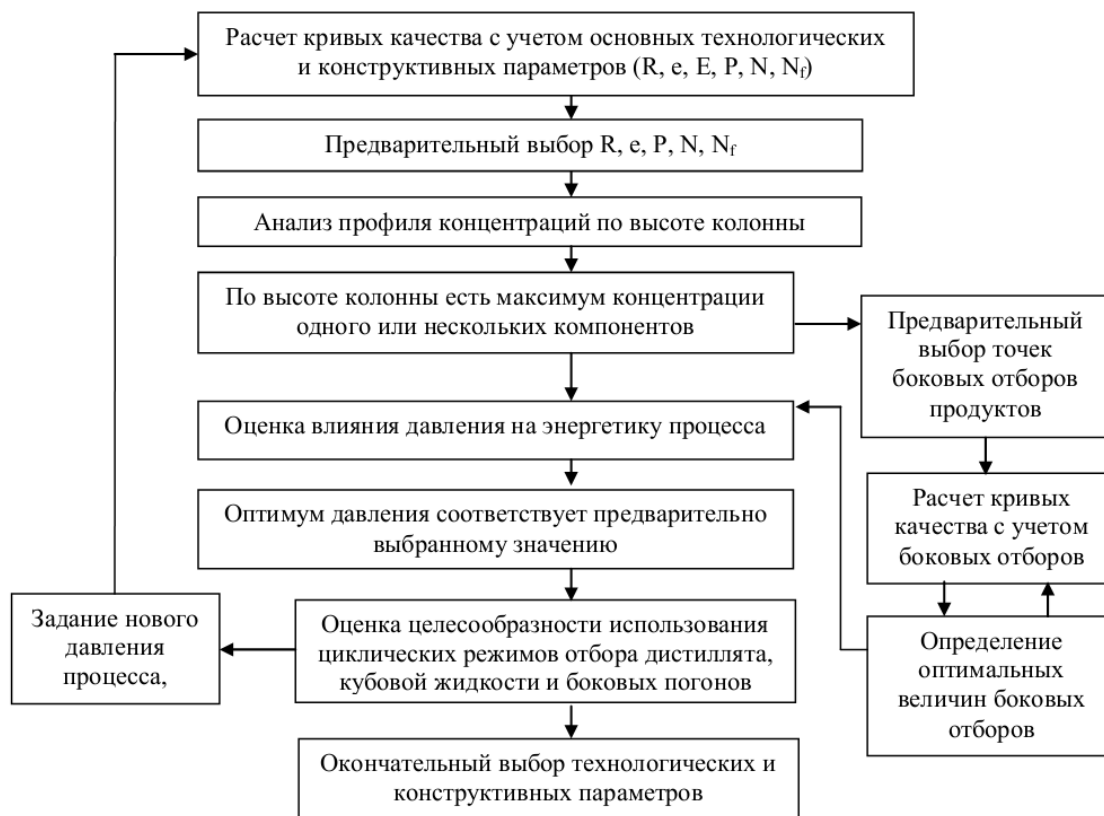 Расчет кривых качества с учетом основных технологических
и конструктивных параметров (R, e, E, P, N, N_f)
Предварительный выбор R, e, P, N, N_f
Анализ профиля концентраций по высоте колонны
По высоте колонны есть максимум концентрации
одного или нескольких компонентов
Предварительный
выбор точек
боковых отборов
продуктов
Оценка влияния давления на энергетику процесса
Расчет кривых
качества с учетом
боковых отборов
Оптимум давления соответствует предварительно
выбранному значению
Задание нового
давления
процесса,
Оценка целесообразности использования
циклических режимов отбора дистиллята,
кубовой жидкости и боковых погонов
Определение
оптимальных
величин боковых
отборов
Окончательный выбор технологических и
конструктивных параметров